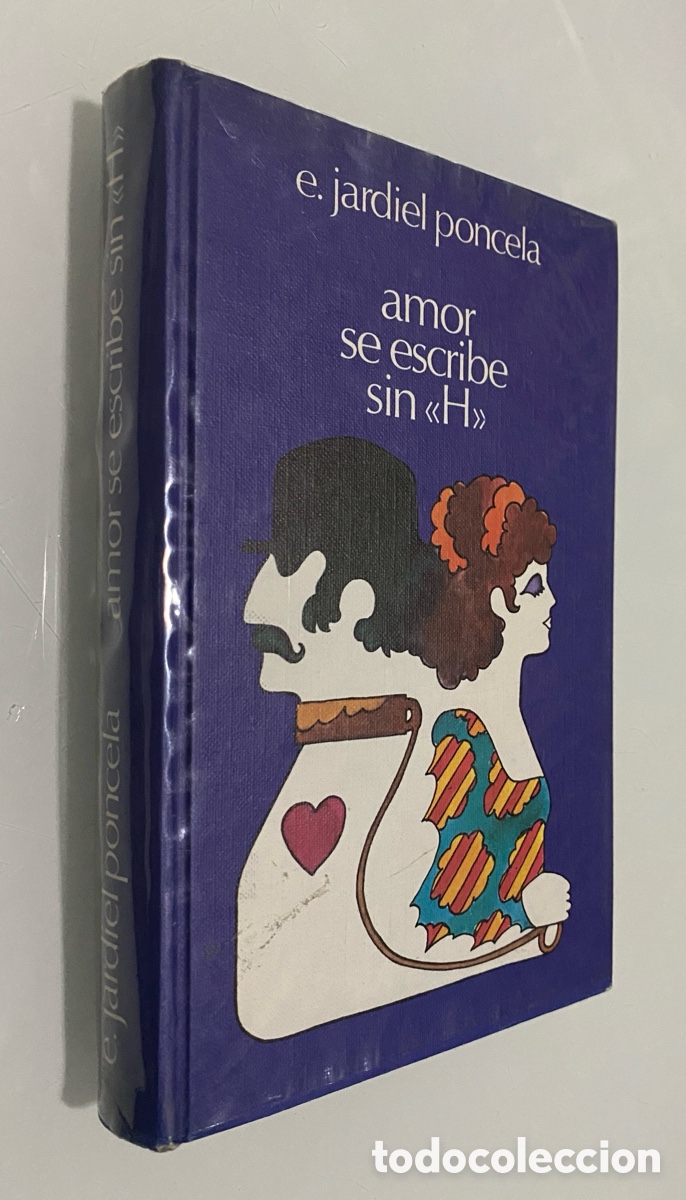 e. jardiel poncela
amor
se escribe
sin «H»
e. jardiel poncela amor se escribe sin «H»
todocoleccion